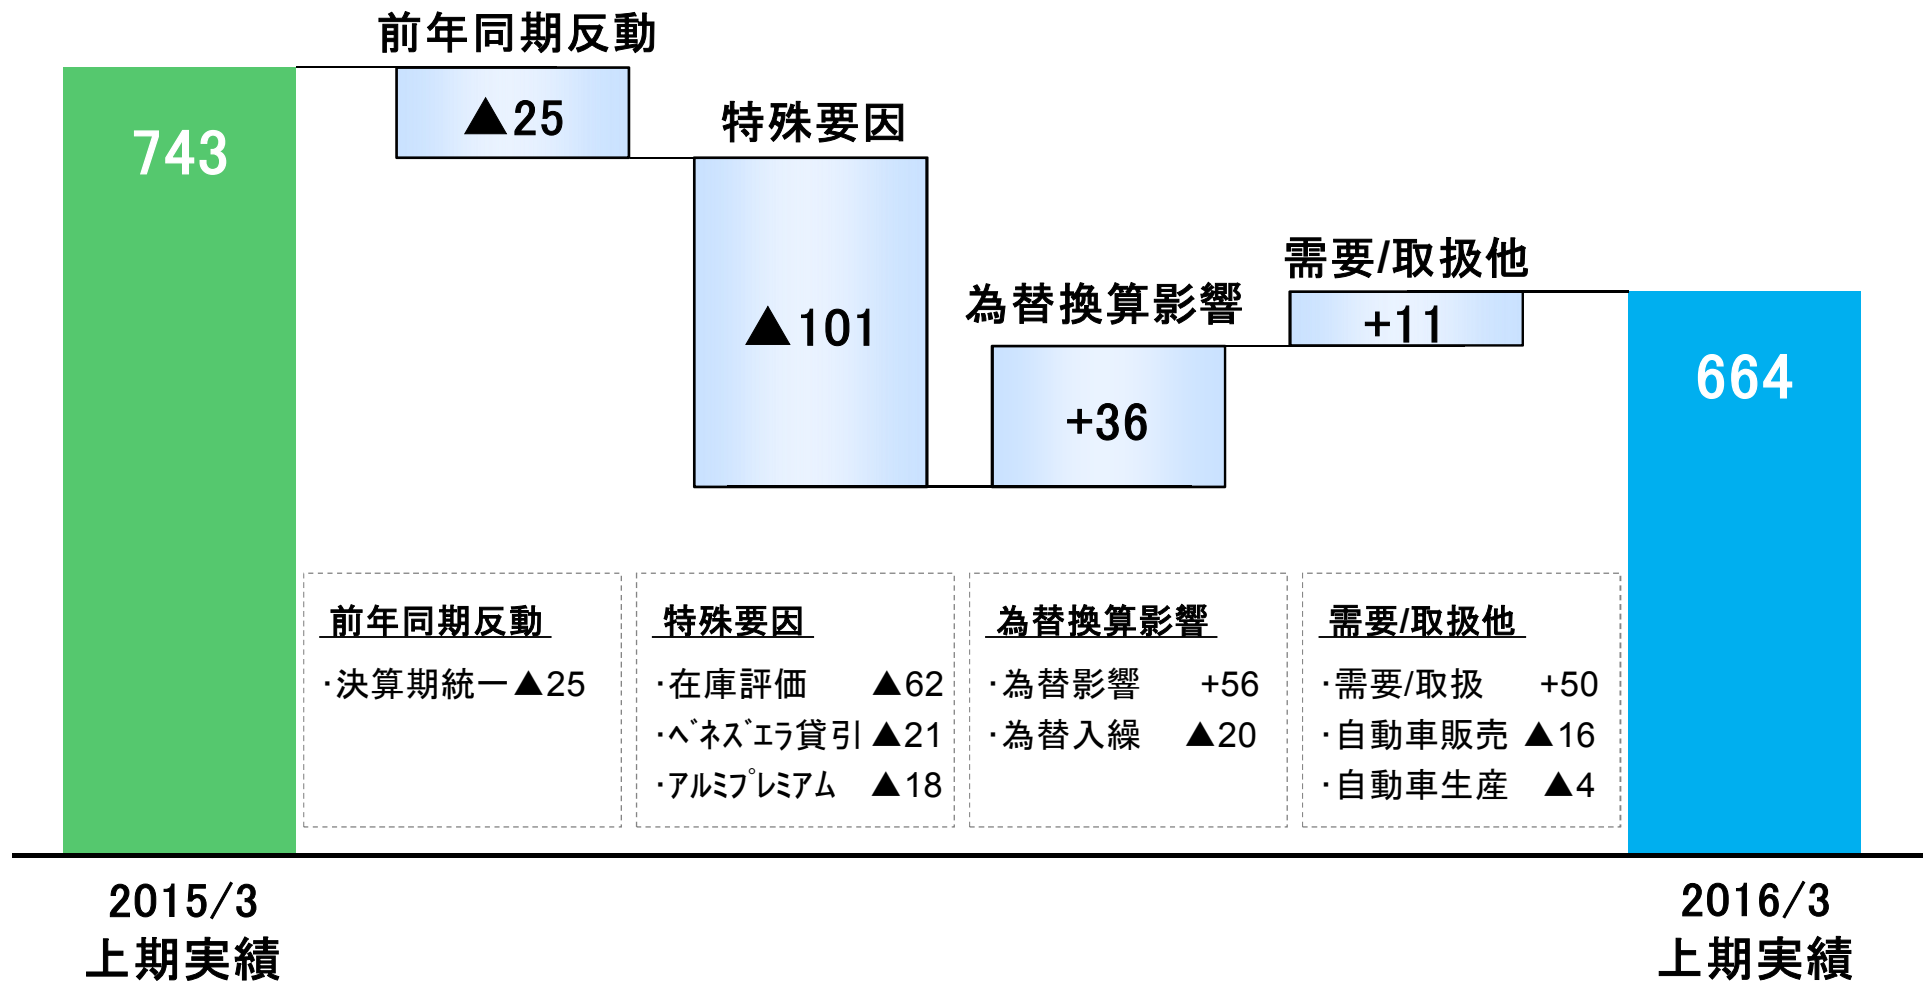 前年同期反動
▲25
743
特殊要因
▲101
為替換算影響
+36
需要/取扱他
+11
664
前年同期反動
・決算期統一▲25
特殊要因
・在庫評価 ▲62
・ﾍﾞﾈｽﾞｴﾗ貸引 ▲21
・ｱﾙﾐﾌﾟﾚﾐｱﾑ ▲18
為替換算影響
・為替影響 +56
・為替入繰 ▲20
需要/取扱他
・需要/取扱 +50
・自動車販売 ▲16
・自動車生産 ▲4
2015/3
上期実績
2016/3
上期実績